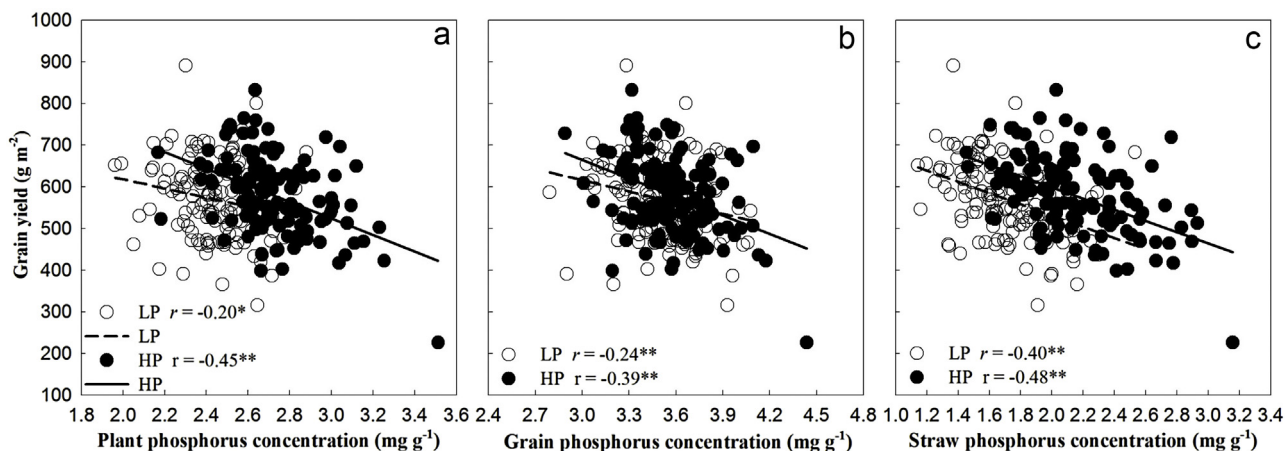 a
b
c
Grain yield (g m-2)
1000
900
800
700
600
500
400
300
200
100
LP r = -0.20*
LP
HP r = -0.45**
HP
LP r = -0.24**
HP r = -0.39**
LP r = -0.40**
HP r = -0.48**
1.8 2.0 2.2 2.4 2.6 2.8 3.0 3.2 3.4 3.6
2.4 2.7 3.0 3.3 3.6 3.9 4.2 4.5 4.8
1.0 1.2 1.4 1.6 1.8 2.0 2.2 2.4 2.6 2.8 3.0 3.2 3.4
Plant phosphorus concentration (mg g-1)
Grain phosphorus concentration (mg g-1)
Straw phosphorus concentration (mg g-1)